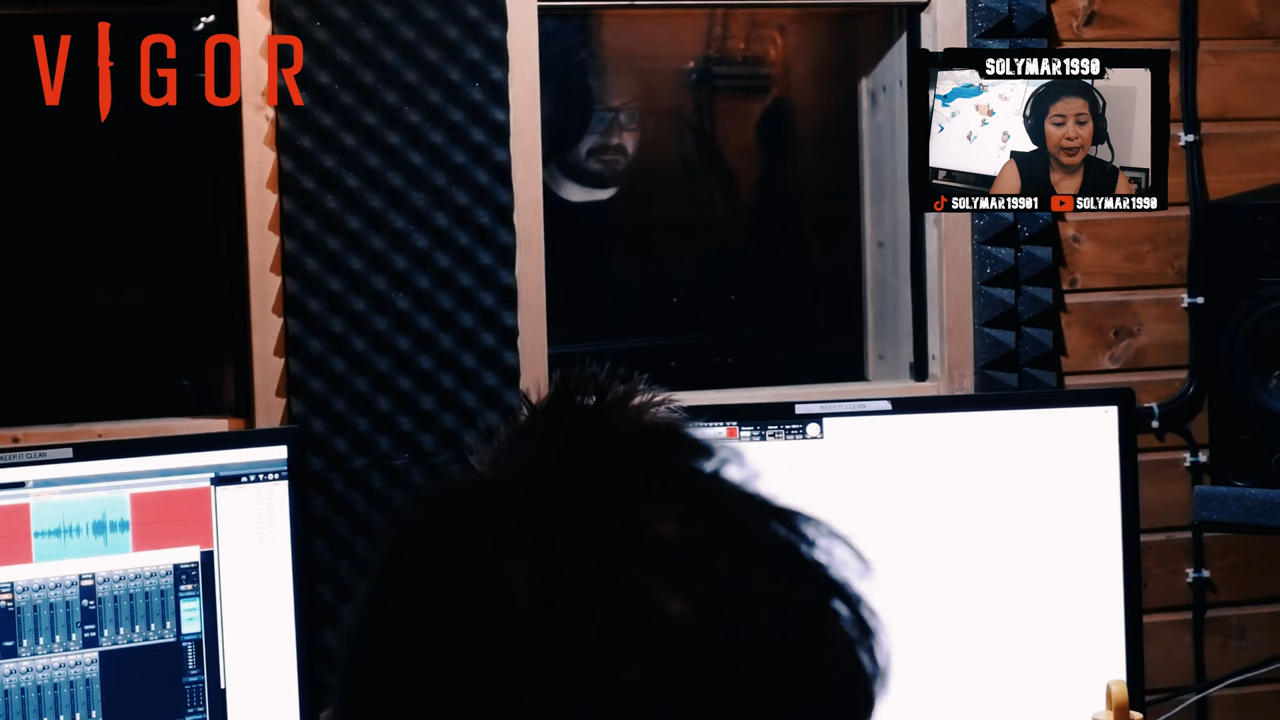 VIGOR
SOLYMAR1990
SOLYMAR19901
SOLYMAR1990
KEEP IT CLEAN
KEEP IT CLEAN